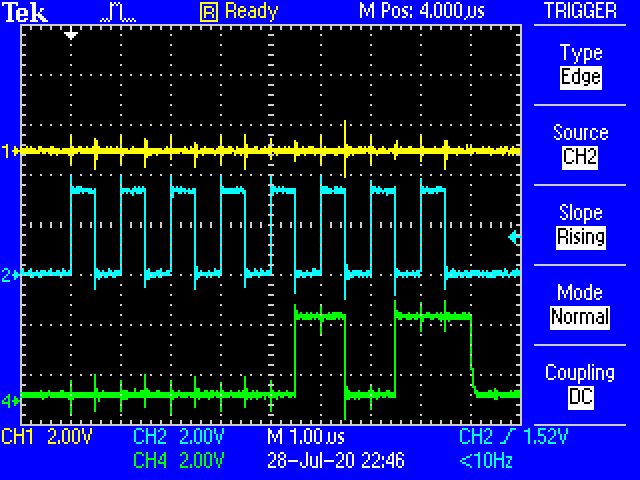 Tek R Ready M Pos: 4.000µs TRIGGER
Type
Edge
Source
CH2
Slope
Rising
Mode
Normal
Coupling
DC
1
2
4
CH1 2.00V CH2 2.00V M 1.00µs CH2 1.52V
CH4 2.00V 28-Jul-20 22:46 <10Hz